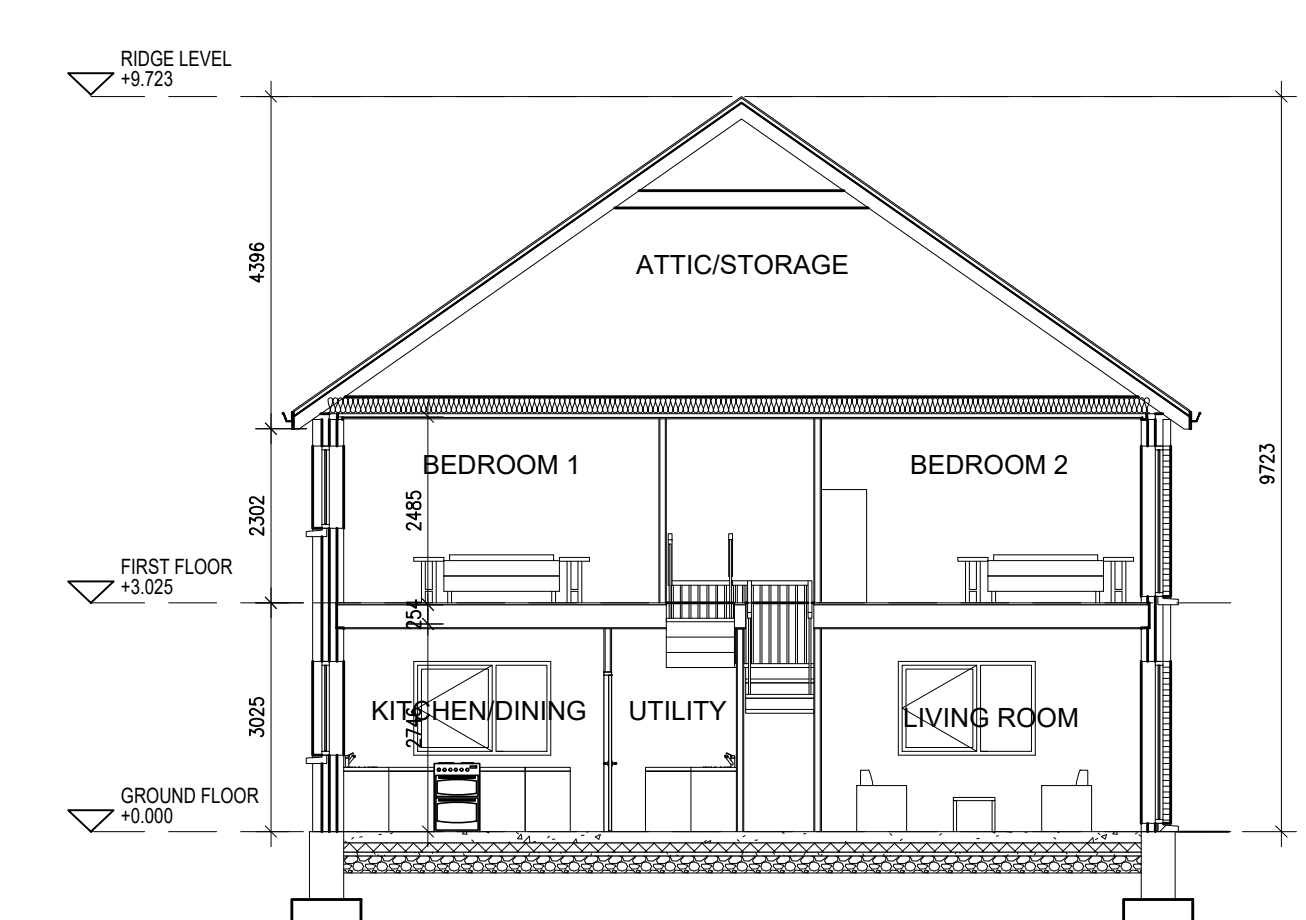 RIDGE LEVEL
+9.723
4396
ATTIC/STORAGE
BEDROOM 1
BEDROOM 2
9723
2302
2485
FIRST FLOOR
+3.025
254
KITCHEN/DINING
UTILITY
LIVING ROOM
3025
2746
GROUND FLOOR
+0.000